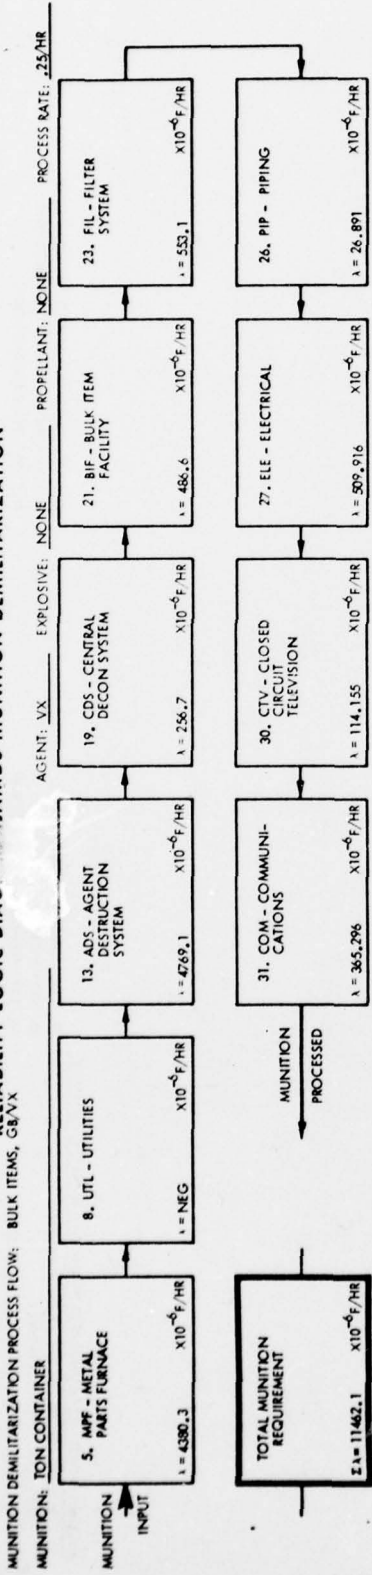 RELIABILITY LOGIC
MUNITION DEMILITARIZATION
MUNITION DEMILITARIZATION PROCESS FLOW: BULK ITEMS, GB/VX
MUNITION: TON CONTAINER AGENT: VX EXPLOSIVE: NONE PROPELLANT: NONE PROCESS RATE: .25/HR
MUNITION
INPUT
5. MPF - METAL
PARTS FURNACE
λ = 4380.3 X10⁻⁶F/HR
8. UTL - UTILITIES
λ = NEG X10⁻⁶F/HR
13. ADS - AGENT
DESTRUCTION
SYSTEM
λ = 4769.1 X10⁻⁶F/HR
19. CDS - CENTRAL
DECON SYSTEM
λ = 256.7 X10⁻⁶F/HR
21. BIF - BULK ITEM
FACILITY
λ = 486.6 X10⁻⁶F/HR
23. FIL - FILTER
SYSTEM
λ = 553.1 X10⁻⁶F/HR
26. PIP - PIPING
λ = 26.891 X10⁻⁶F/HR
27. ELE - ELECTRICAL
λ = 509.916 X10⁻⁶F/HR
30. CTV - CLOSED
CIRCUIT
TELEVISION
λ = 114.155 X10⁻⁶F/HR
31. COM - COMMUNI-
CATIONS
λ = 365.296 X10⁻⁶F/HR
MUNITION
PROCESSED
TOTAL MUNITION
REQUIREMENT
Σλ = 11462.1 X10⁻⁶F/HR